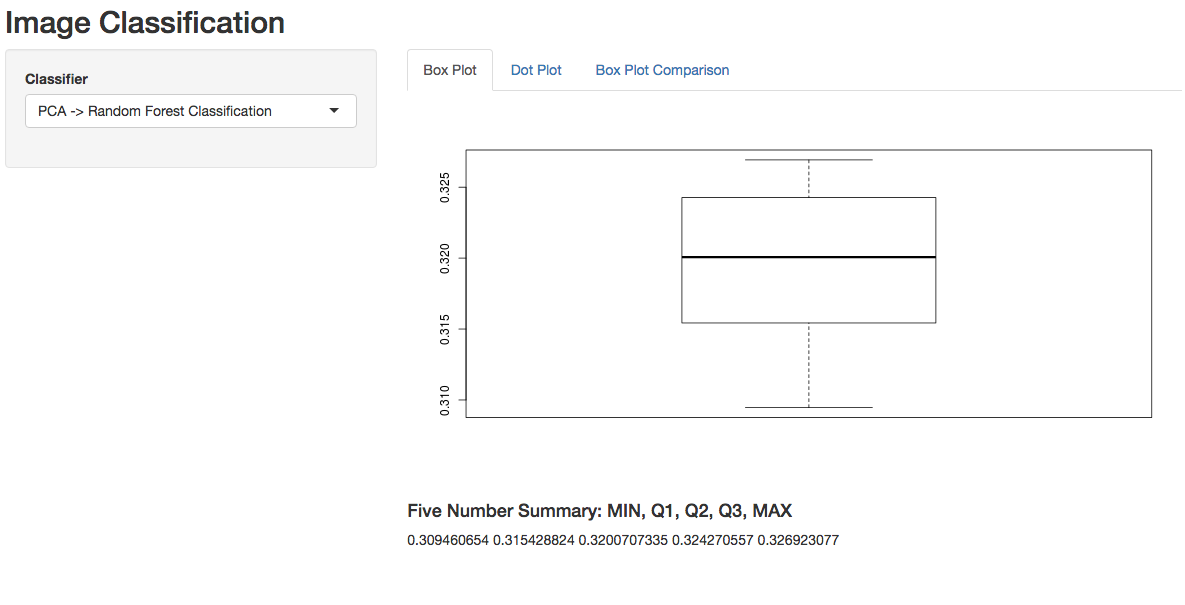 Image Classification
Classifier
PCA -> Random Forest Classification
Box Plot
Dot Plot
Box Plot Comparison
0.325
0.320
0.315
0.310
Five Number Summary: MIN, Q1, Q2, Q3, MAX
0.309460654 0.315428824 0.3200707335 0.324270557 0.326923077